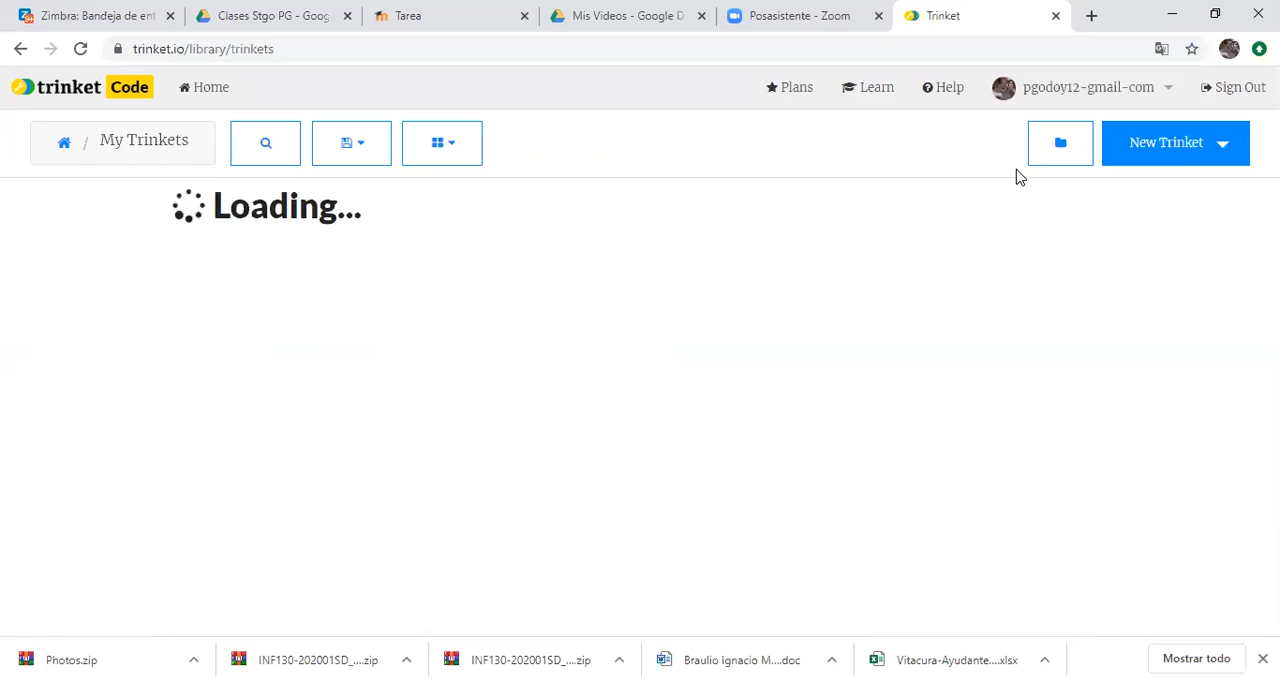 Zimbra: Bandeja de ent
Clases Stgo PG - Goog
Tarea
Mis Videos - Google D
Posasistente - Zoom
Trinket
trinket.io/library/trinkets
trinket Code
Home
Plans
Learn
Help
pgodoy12-gmail-com
Sign Out
/ My Trinkets
New Trinket
Loading...
Photos.zip
INF130-202001SD_....zip
INF130-202001SD_....zip
Braulio Ignacio M....doc
Vitacura-Ayudante....xlsx
Mostrar todo